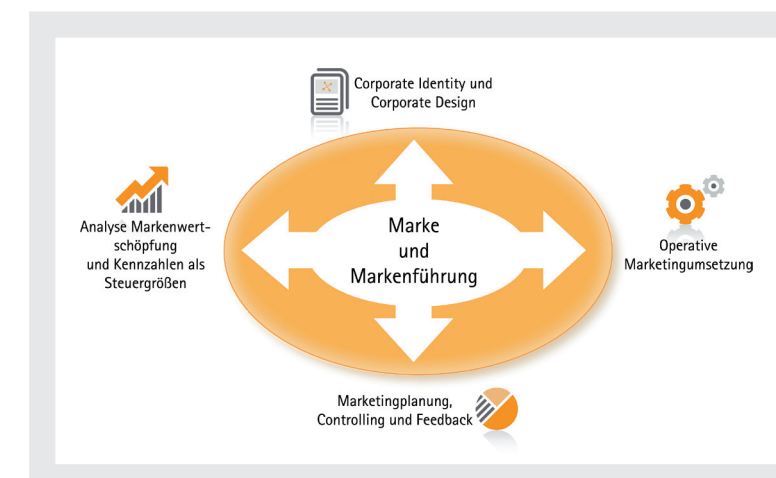 Corporate Identity und
Corporate Design
Analyse Markenwert-
schöpfung
und Kennzahlen als
Steuergrößen
Marke
und
Markenführung
Operative
Marketingumsetzung
Marketingplanung,
Controlling und Feedback